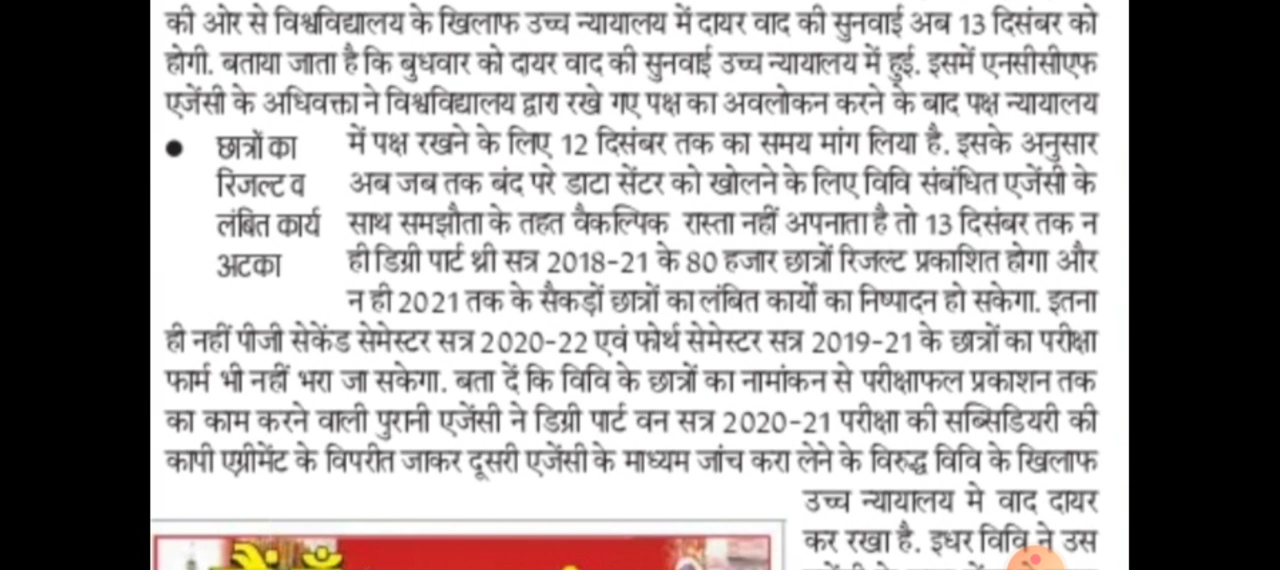 की ओर से विश्वविद्यालय के खिलाफ उच्च न्यायालय में दायर वाद की सुनवाई अब 13 दिसंबर को
होगी. बताया जाता है कि बुधवार को दायर वाद की सुनवाई उच्च न्यायालय में हुई. इसमें एनसीसीएफ
एजेंसी के अधिवक्ता ने विश्वविद्यालय द्वारा रखे गए पक्ष का अवलोकन करने के बाद पक्ष न्यायालय
● छात्रों का
रिजल्ट व
लंबित कार्य
अटका
में पक्ष रखने के लिए 12 दिसंबर तक का समय मांग लिया है. इसके अनुसार
अब जब तक बंद परे डाटा सेंटर को खोलने के लिए विवि संबंधित एजेंसी के
साथ समझौता के तहत वैकल्पिक रास्ता नहीं अपनाता है तो 13 दिसंबर तक न
ही डिग्री पार्ट थ्री सत्र 2018-21 के 80 हजार छात्रों रिजल्ट प्रकाशित होगा और
न ही 2021 तक के सैकड़ों छात्रों का लंबित कार्यों का निष्पादन हो सकेगा. इतना
ही नहीं पीजी सेकेंड सेमेस्टर सत्र 2020-22 एवं फोर्थ सेमेस्टर सत्र 2019-21 के छात्रों का परीक्षा
फार्म भी नहीं भरा जा सकेगा. बता दें कि विवि के छात्रों का नामांकन से परीक्षाफल प्रकाशन तक
का काम करने वाली पुरानी एजेंसी ने डिग्री पार्ट वन सत्र 2020-21 परीक्षा की सब्सिडियरी की
कापी एग्रीमेंट के विपरीत जाकर दूसरी एजेंसी के माध्यम जांच करा लेने के विरुद्ध विवि के खिलाफ
उच्च न्यायालय मे वाद दायर
कर रखा है. इधर विवि ने उस